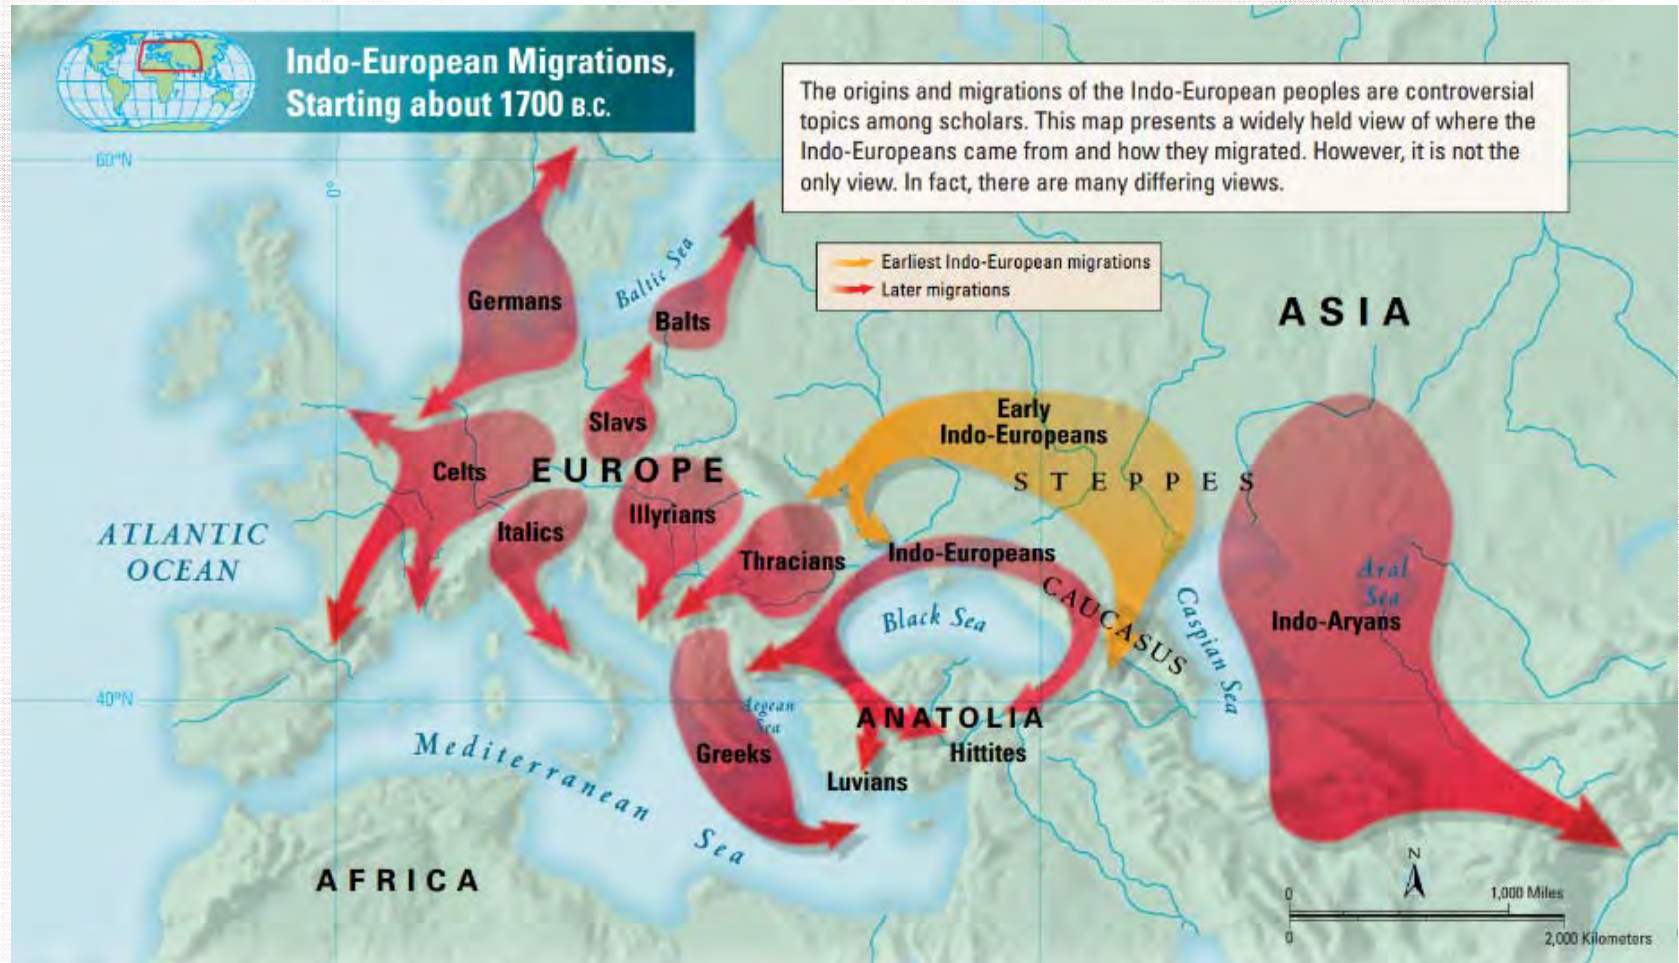 Indo-European Migrations,
Starting about 1700 B.C.
The origins and migrations of the Indo-European peoples are controversial
topics among scholars. This map presents a widely held view of where the
Indo-Europeans came from and how they migrated. However, it is not the
only view. In fact, there are many differing views.
60°N
0°
Earliest Indo-European migrations
Later migrations
Baltic Sea
Germans
Balts
ASIA
Early
Indo-Europeans
Slavs
Celts
EUROPE
STEPPES
Italics
Illyrians
Thracians
Indo-Europeans
ATLANTIC
OCEAN
CAUCASUS
Black Sea
Caspian Sea
Aral
Sea
Indo-Aryans
40°N
Aegean
Sea
ANATOLIA
Hittites
Greeks
Luvians
Mediterranean Sea
AFRICA
N
0 1,000 Miles
0 2,000 Kilometers